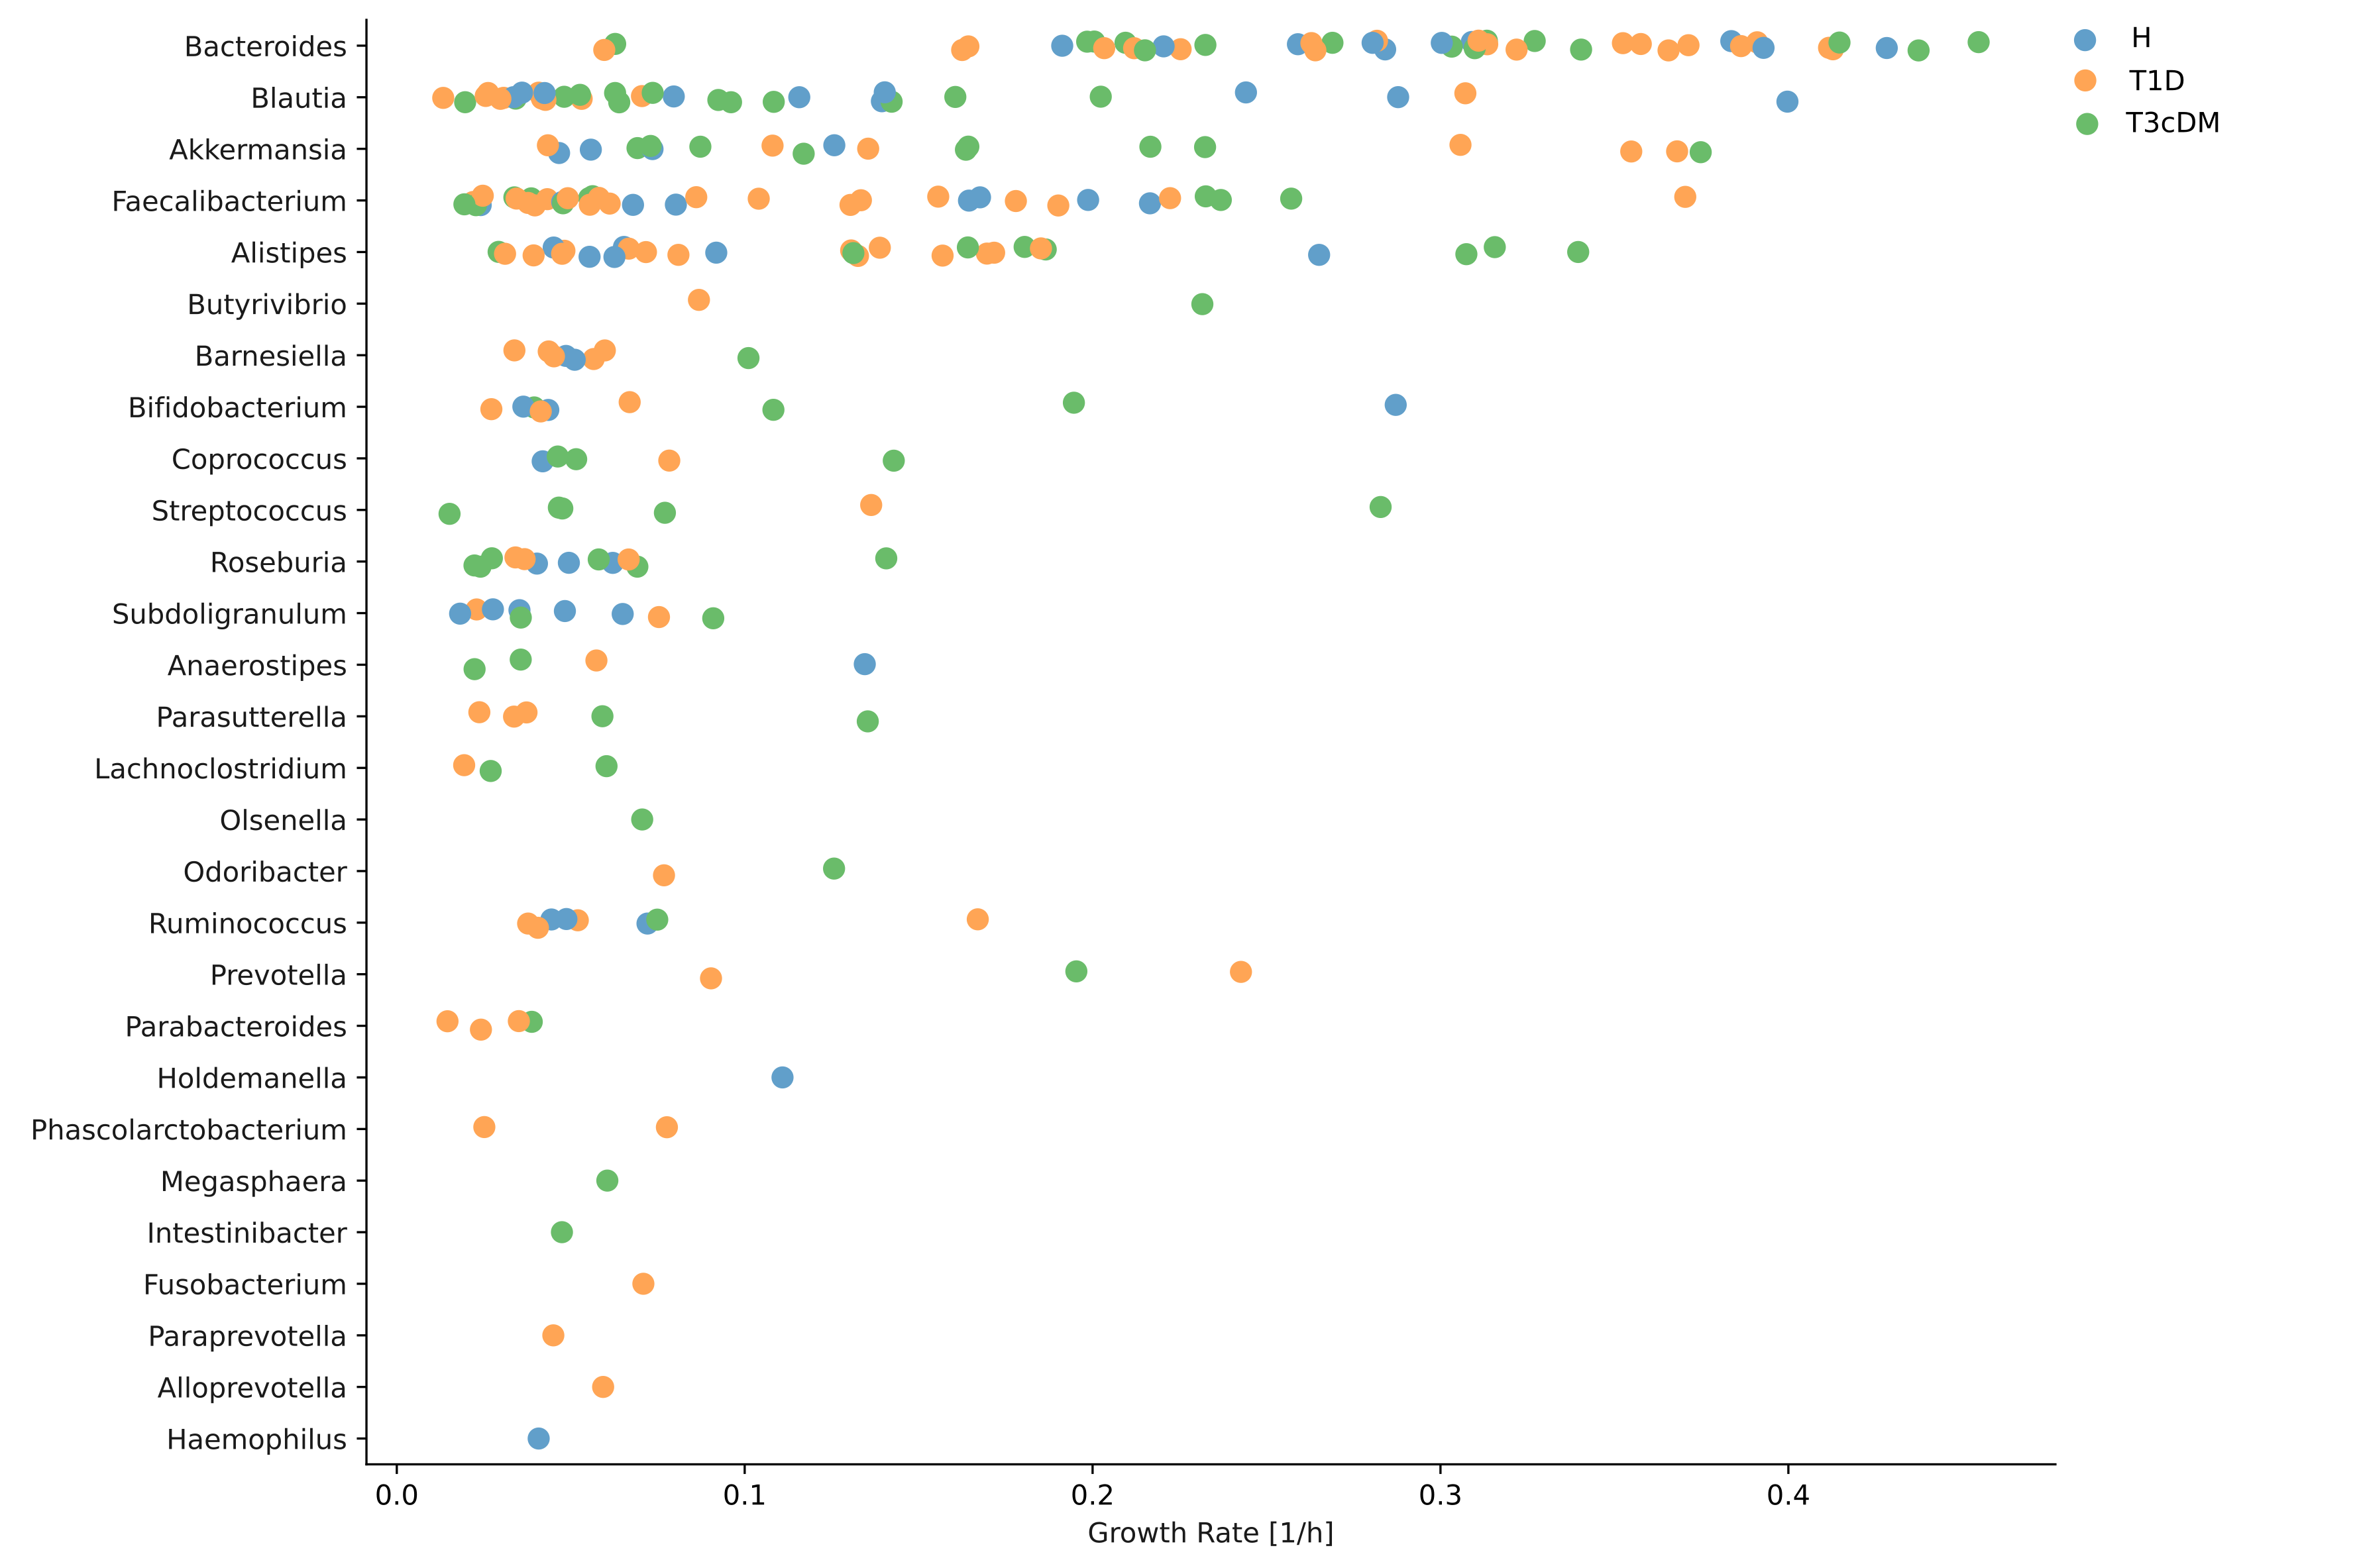 Bacteroides
Blautia
Akkermansia
Faecalibacterium
Alistipes
Butyrivibrio
Barnesiella
Bifidobacterium
Coprococcus
Streptococcus
Roseburia
Subdoligranulum
Anaerostipes
Parasutterella
Lachnoclostridium
Olsenella
Odoribacter
Ruminococcus
Prevotella
Parabacteroides
Holdemanella
Phascolarctobacterium
Megasphaera
Intestinibacter
Fusobacterium
Paraprevotella
Alloprevotella
Haemophilus
0.0 0.1 0.2 0.3 0.4
Growth Rate [1/h]
H
T1D
T3cDM